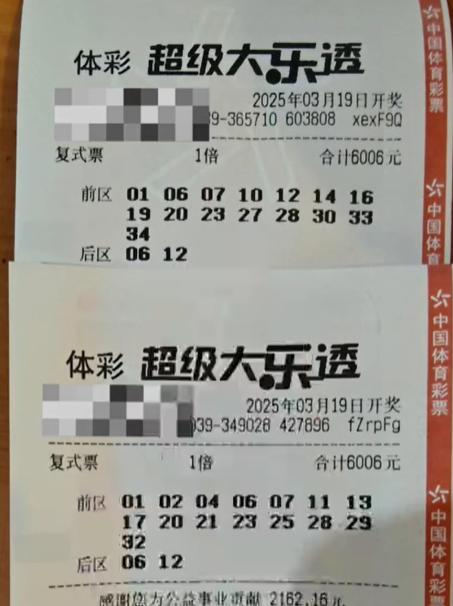 体彩 超级大乐透
2025年03月19日开奖
39-365710 603808 xexF9Q
复式票 1倍 合计6006元
前区 01 06 07 10 12 14 16
19 20 23 27 28 30 33
34
后区 06 12
中国体育彩票
中国体育
体彩 超级大乐透
2025年03月19日开奖
039-349028 427896 fZrpFg
复式票 1倍 合计6006元
前区 01 02 04 06 07 11 13
17 20 21 23 25 28 29
32
后区 06 12
感谢您为公益事业贡献 2162.16元
中国体育彩票
中国体育彩票